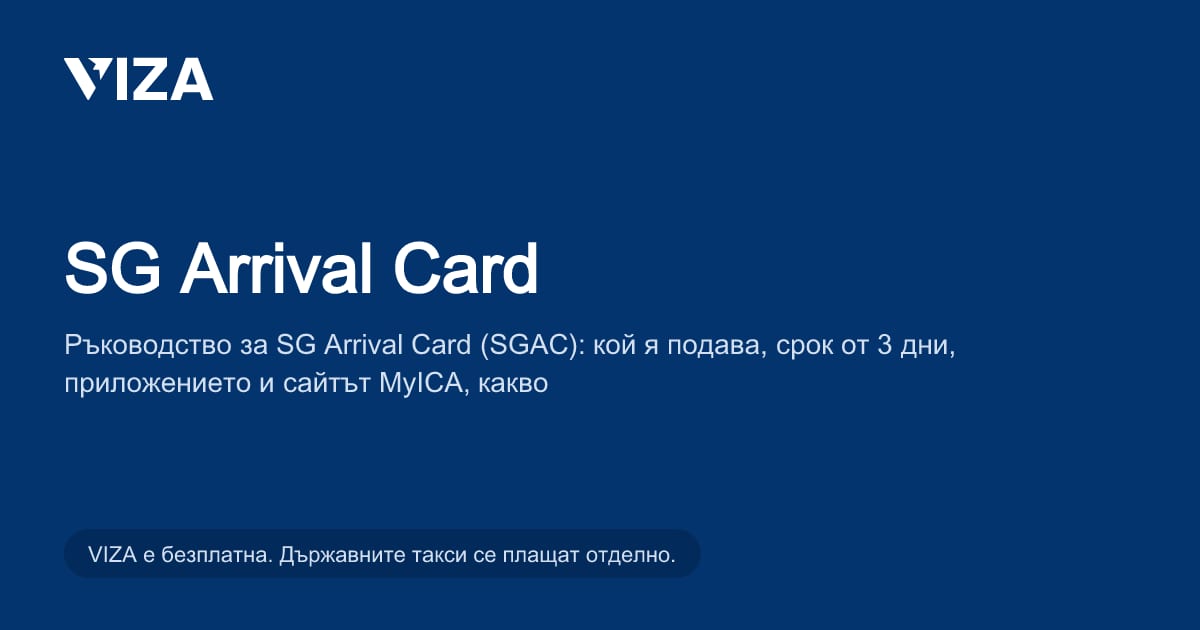 VIZA
SG Arrival Card
Ръководство за SG Arrival Card (SGAC): кой я подава, срок от 3 дни,
приложението и сайтът MyICA, какво
VIZA е безплатна. Държавните такси се плащат отделно.